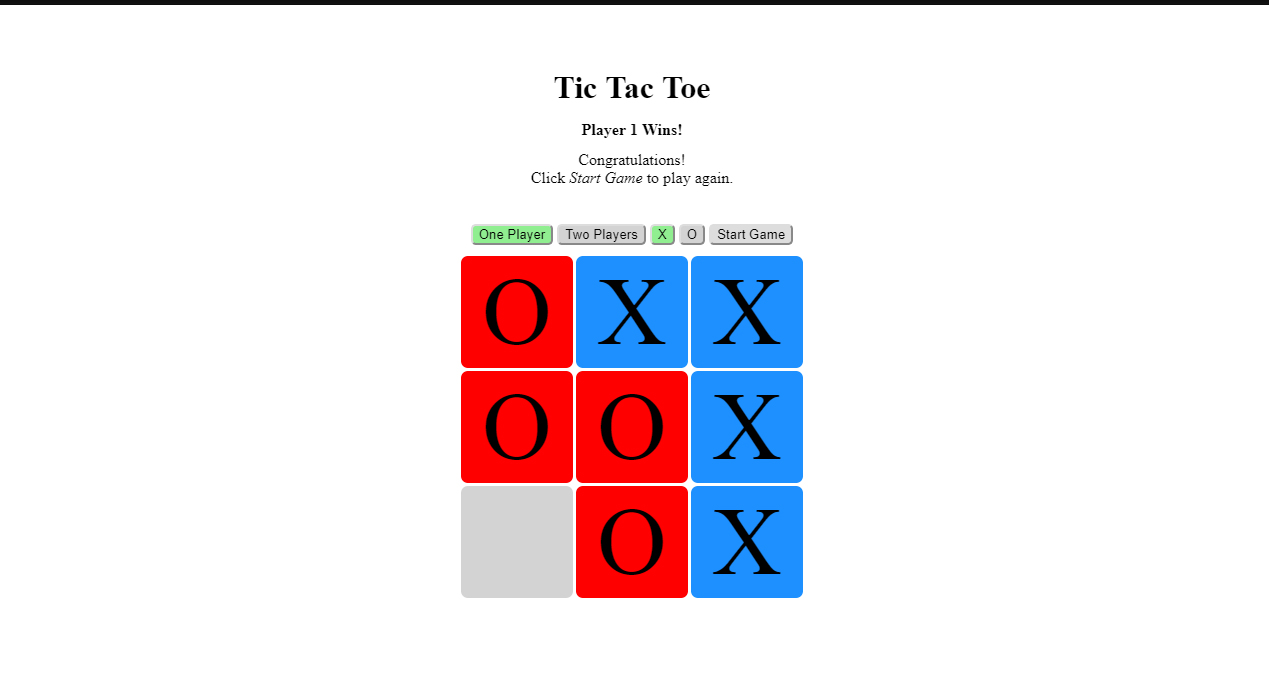 Tic Tac Toe
Player 1 Wins!
Congratulations!
Click Start Game to play again.
One Player Two Players X O Start Game
O X X
O O X
O X